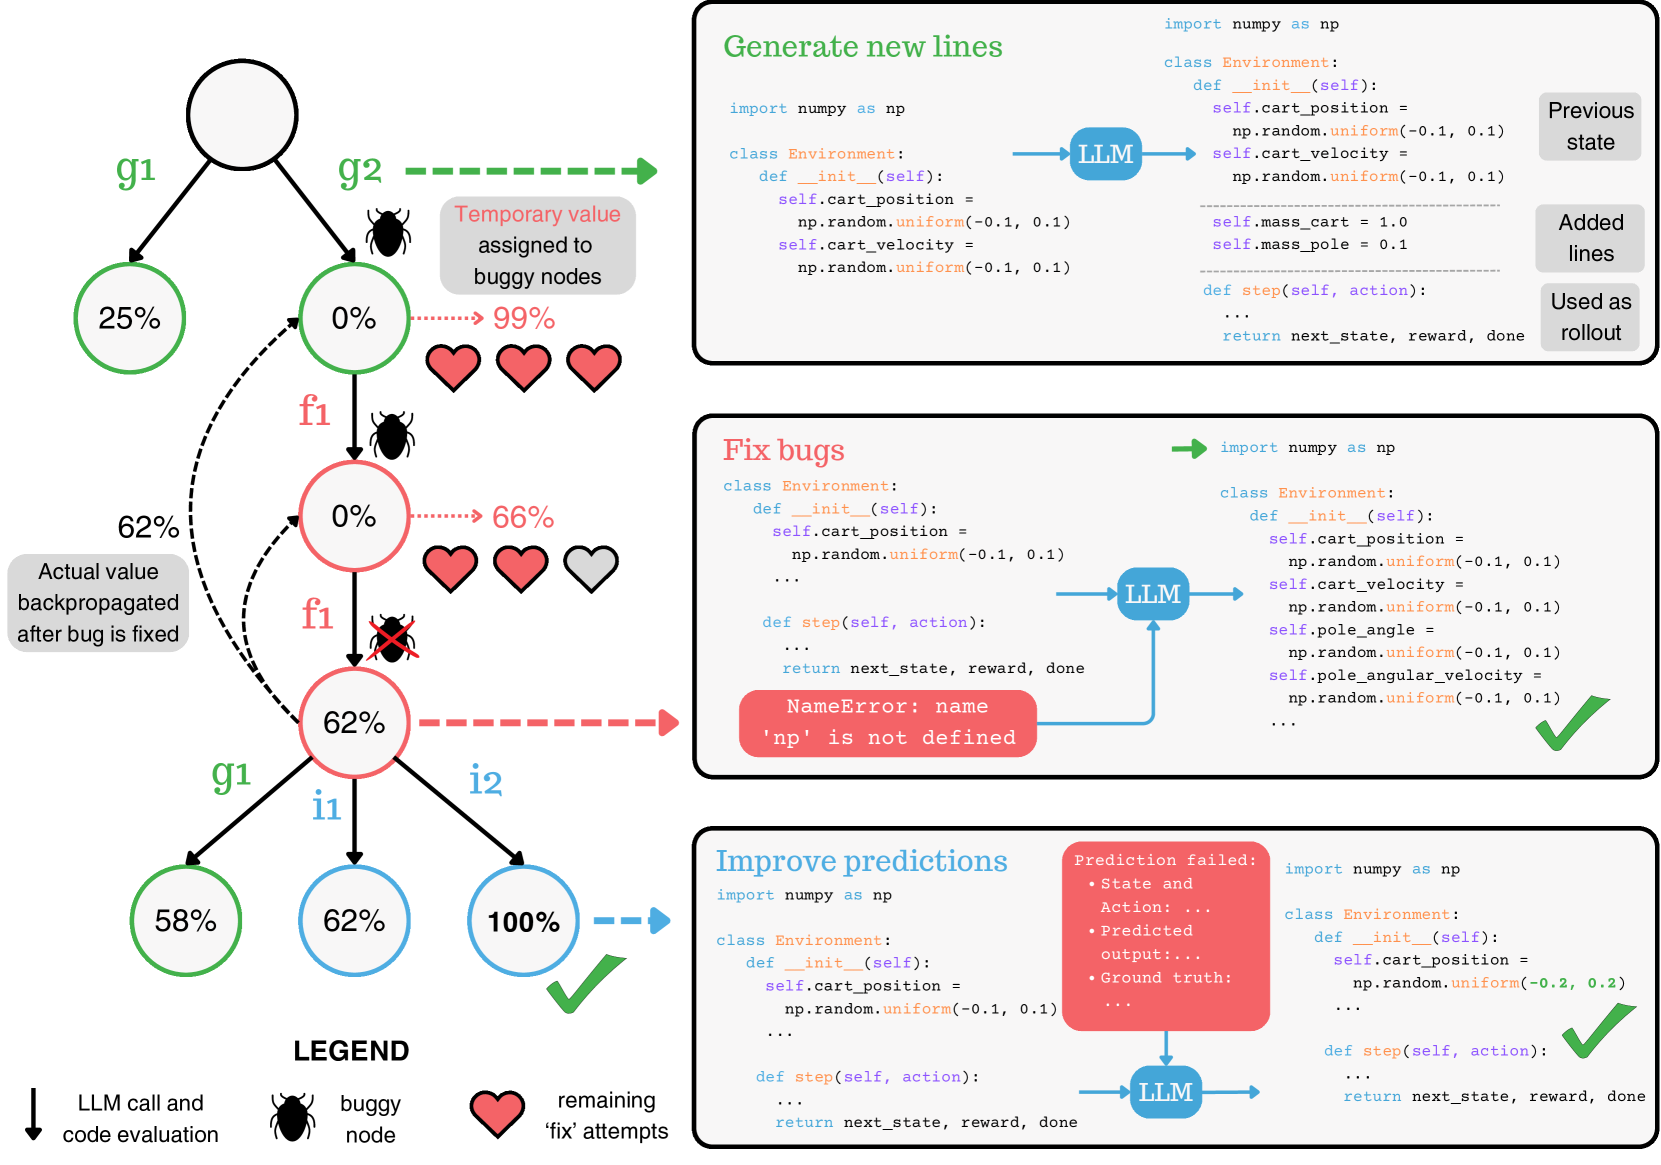 g1
g2
Temporary value
assigned to
buggy nodes
25%
0%
99%
f1
0%
66%
62%
Actual value
backpropagated
after bug is fixed
f1
62%
g1
i1
i2
58%
62%
100%
LEGEND
LLM call and
code evaluation
buggy
node
remaining
‘fix’ attempts
Generate new lines
import numpy as np
class Environment:
def __init__(self):
self.cart_position =
np.random.uniform(-0.1, 0.1)
self.cart_velocity =
np.random.uniform(-0.1, 0.1)
LLM
import numpy as np
class Environment:
def __init__(self):
self.cart_position =
np.random.uniform(-0.1, 0.1)
self.cart_velocity =
np.random.uniform(-0.1, 0.1)
self.mass_cart = 1.0
self.mass_pole = 0.1
def step(self, action):
...
return next_state, reward, done
Previous
state
Added
lines
Used as
rollout
Fix bugs
class Environment:
def __init__(self):
self.cart_position =
np.random.uniform(-0.1, 0.1)
...
def step(self, action):
...
return next_state, reward, done
NameError: name
'np' is not defined
LLM
import numpy as np
class Environment:
def __init__(self):
self.cart_position =
np.random.uniform(-0.1, 0.1)
self.cart_velocity =
np.random.uniform(-0.1, 0.1)
self.pole_angle =
np.random.uniform(-0.1, 0.1)
self.pole_angular_velocity =
np.random.uniform(-0.1, 0.1)
...
Improve predictions
import numpy as np
class Environment:
def __init__(self):
self.cart_position =
np.random.uniform(-0.1, 0.1)
...
def step(self, action):
...
return next_state, reward, done
Prediction failed:
• State and
Action: ...
• Predicted
output:...
• Ground truth:
...
LLM
import numpy as np
class Environment:
def __init__(self):
self.cart_position =
np.random.uniform(-0.2, 0.2)
...
def step(self, action):
...
return next_state, reward, done